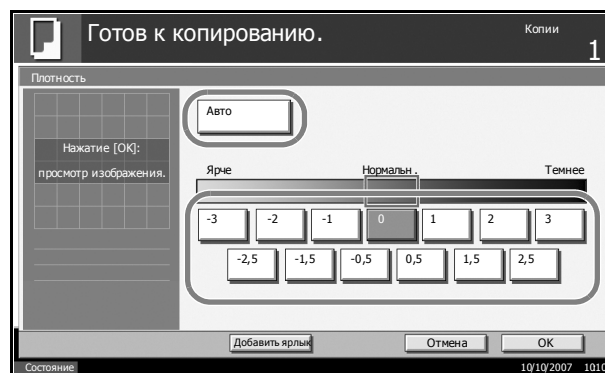 Готов к копированию.
Копии
1
Плотность
Нажатие [OK]:
просмотр изображения.
Авто
Ярче Нормальн . Темнее
-3 -2 -1 0 1 2 3
-2,5 -1,5 -0,5 0,5 1,5 2,5
Добавить ярлык Отмена OK
Состояние 10/10/2007 1010